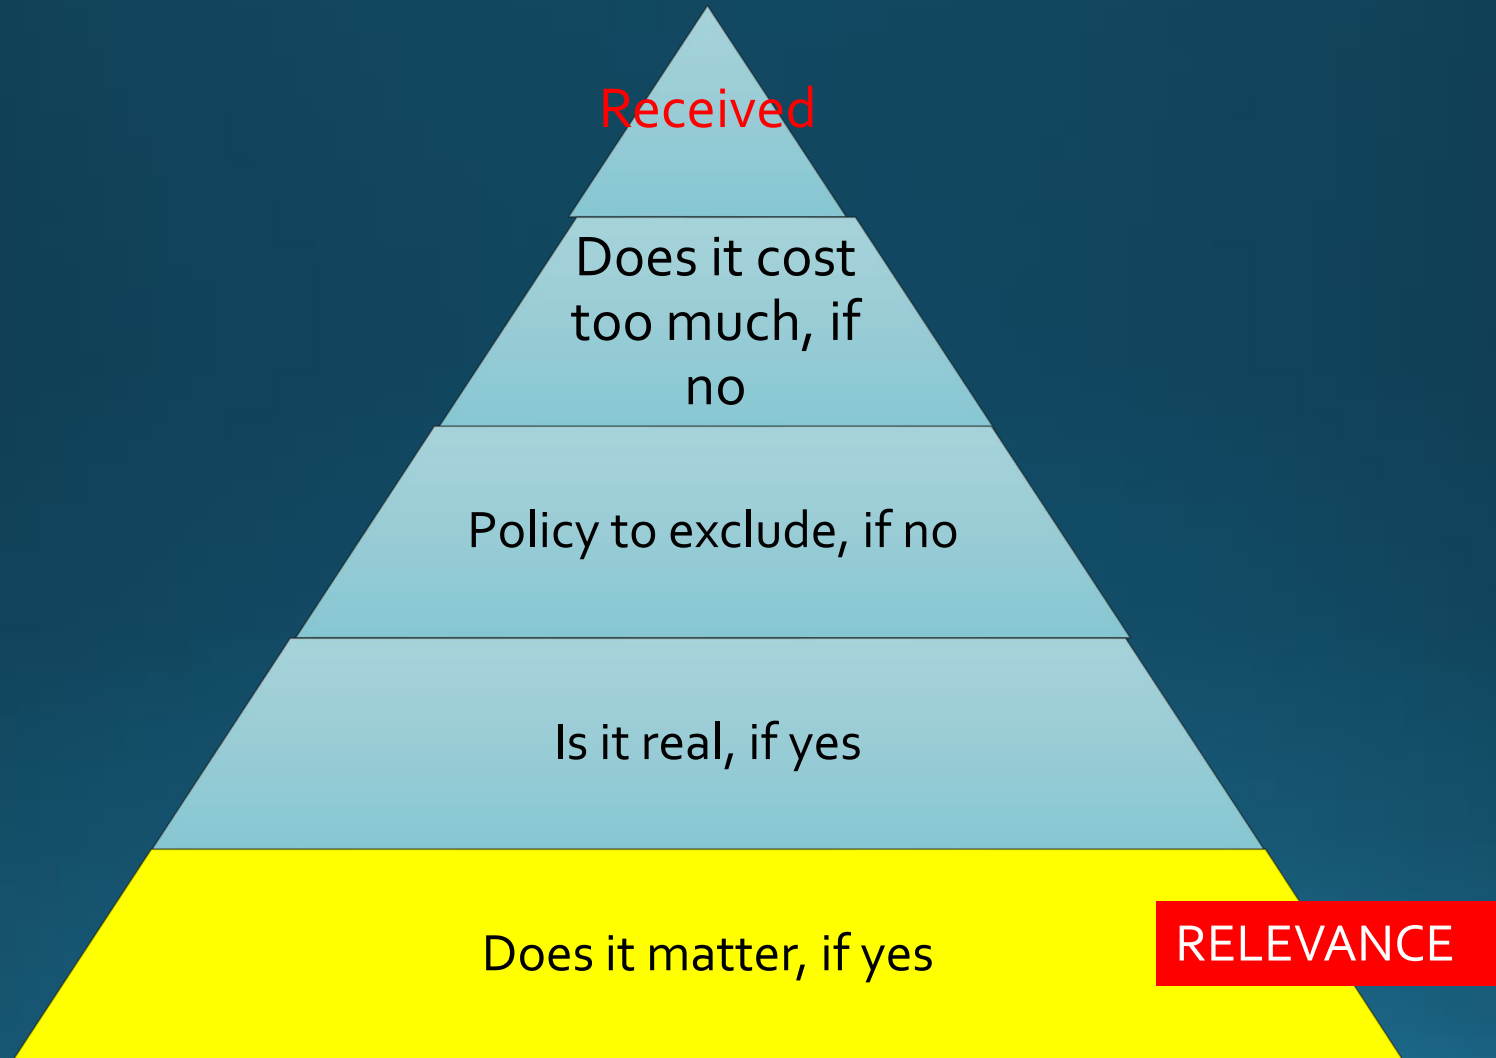 Received
Does it cost
too much, if
no
Policy to exclude, if no
Is it real, if yes
Does it matter, if yes
RELEVANCE